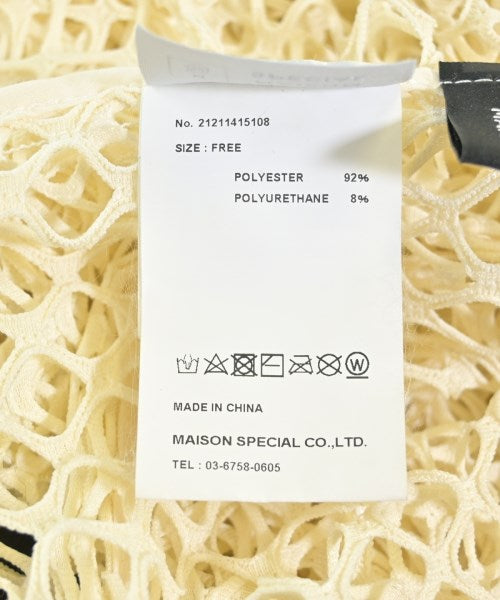 No. 21211415108
SIZE : FREE
POLYESTER 92%
POLYURETHANE 8%
W
MADE IN CHINA
MAISON SPECIAL CO.,LTD.
TEL : 03-6758-0605